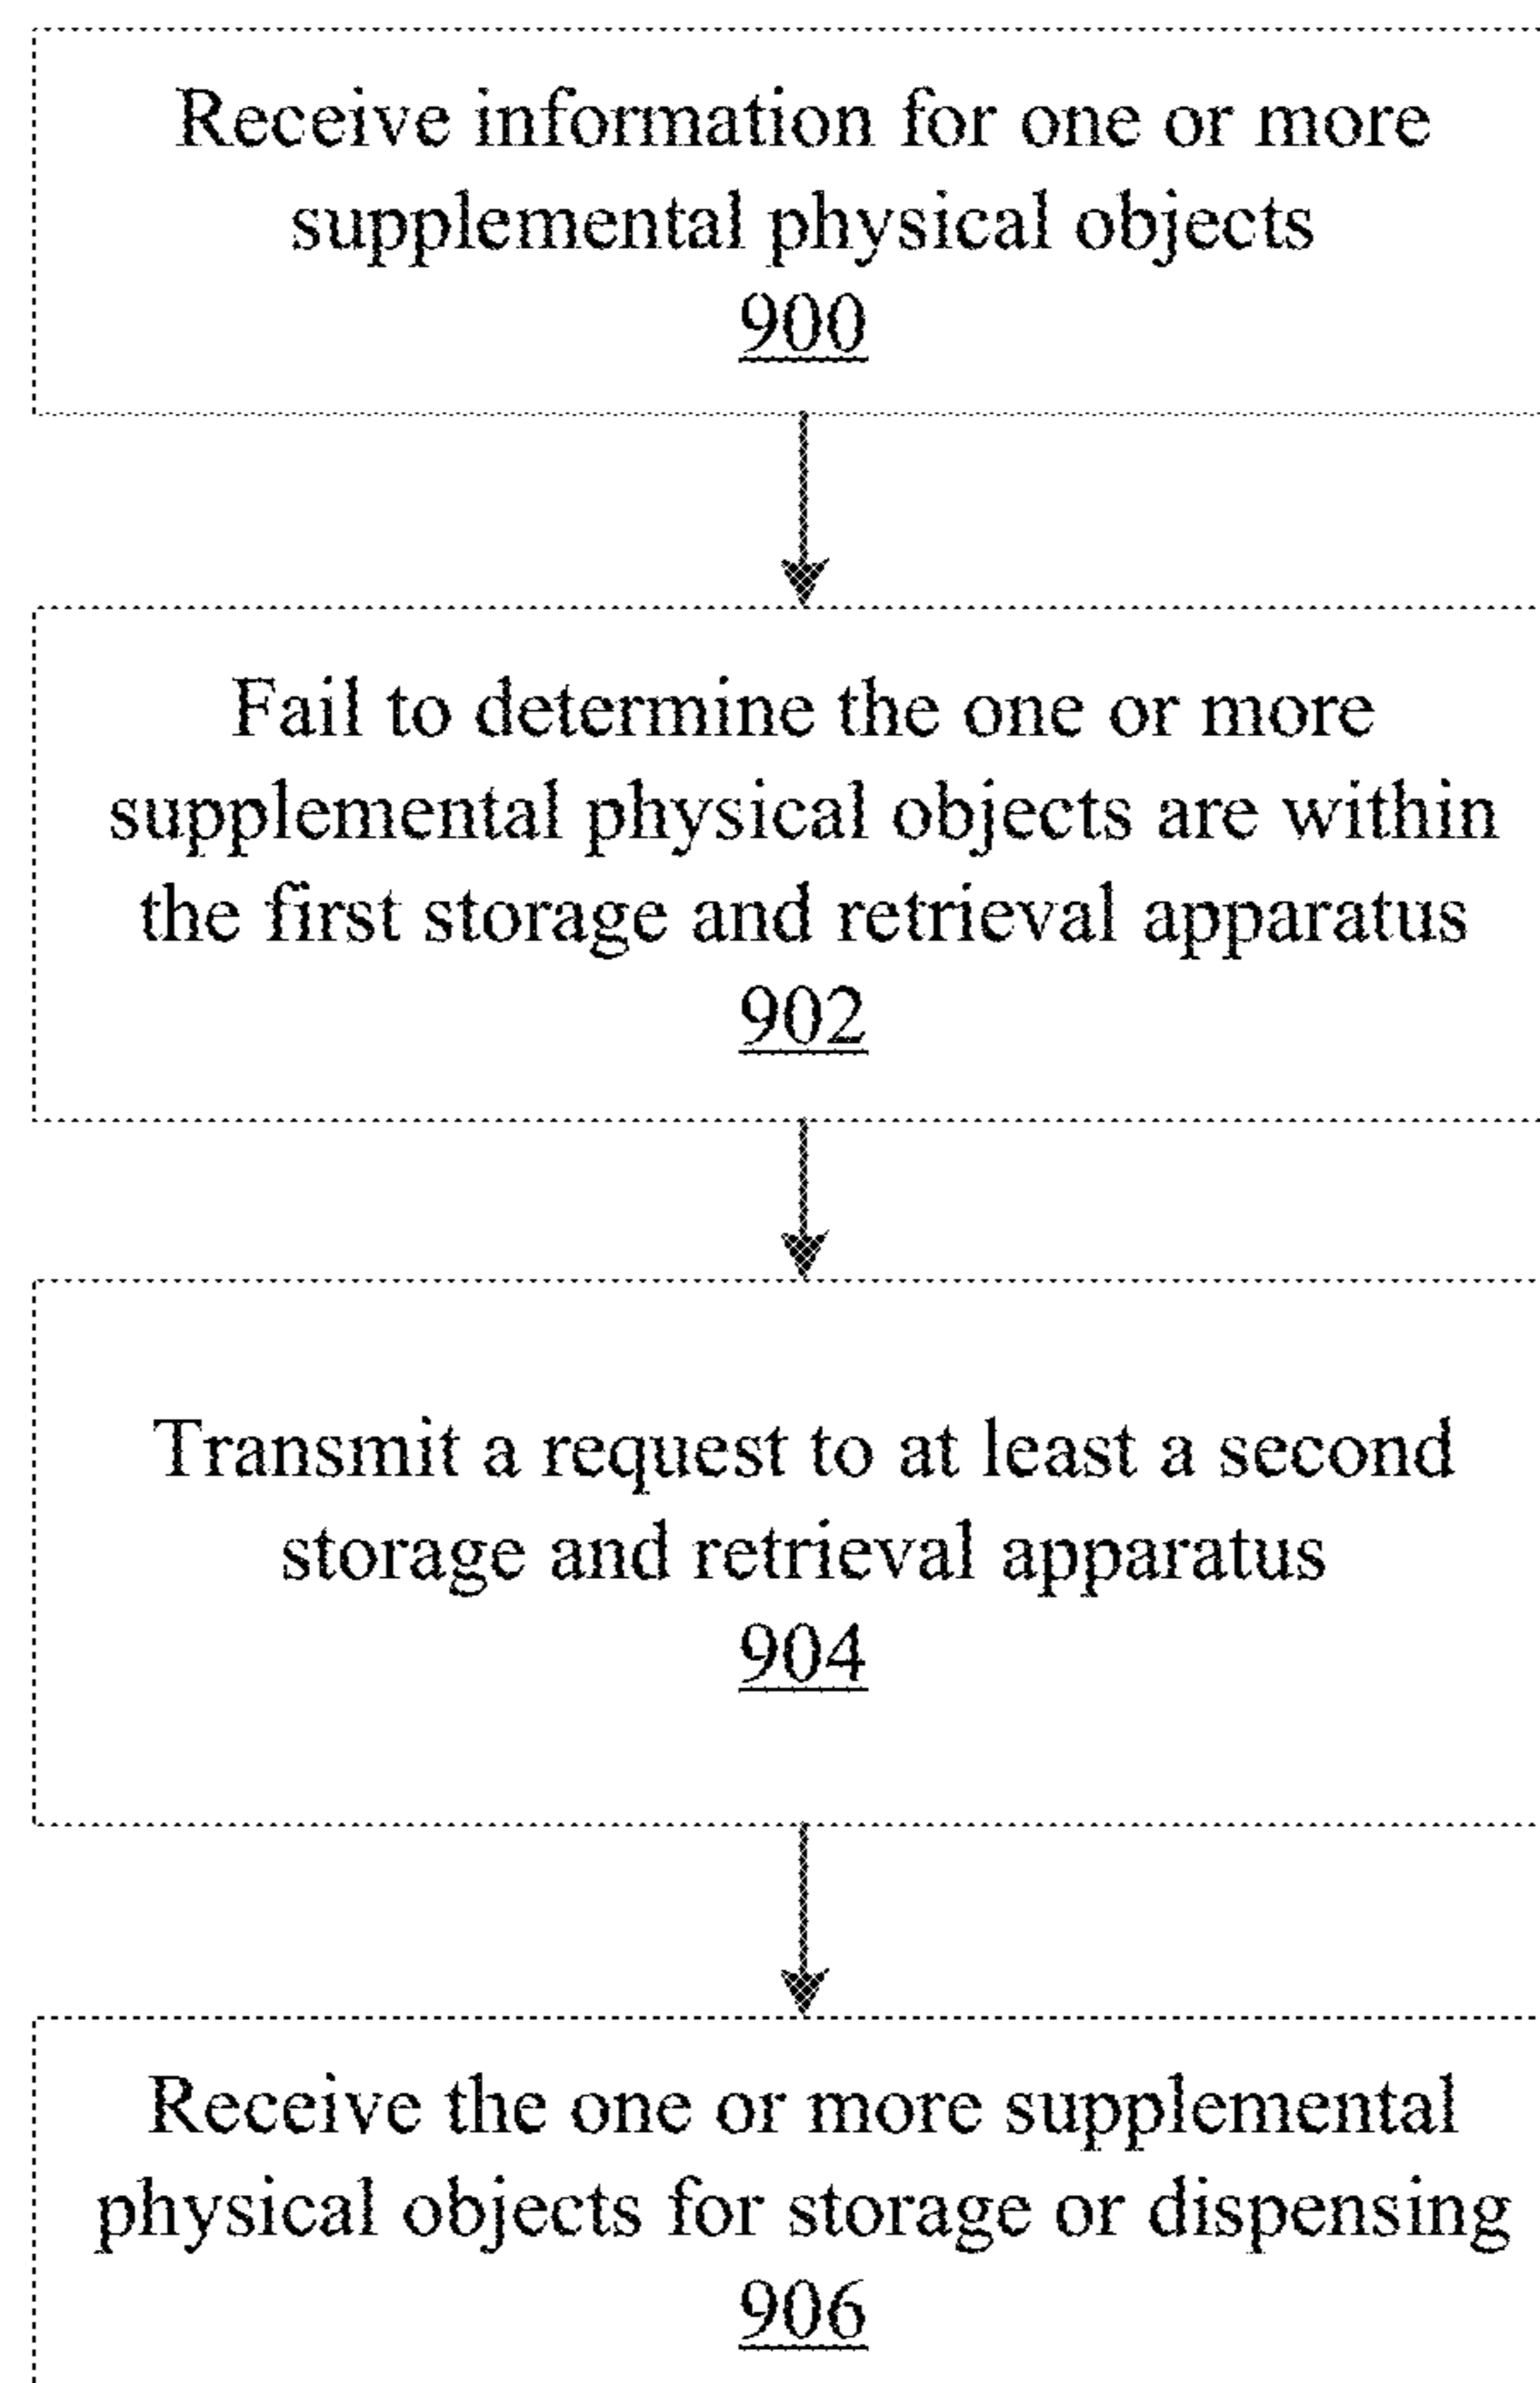 Receive information for one or more
supplemental physical objects
900
Fail to determine the one or more
supplemental physical objects are within
the first storage and retrieval apparatus
902
Transmit a request to at least a second
storage and retrieval apparatus
904
Receive the one or more supplemental
physical objects for storage or dispensing
906